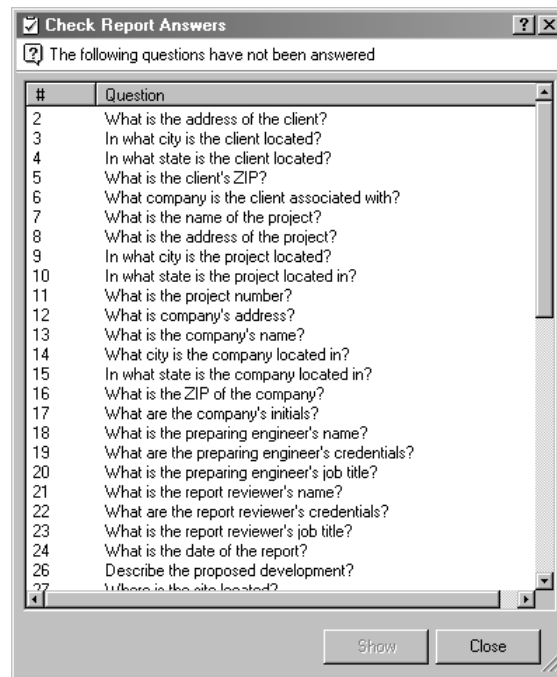 Check Report Answers
The following questions have not been answered
# Question
2 What is the address of the client?
3 In what city is the client located?
4 In what state is the client located?
5 What is the client's ZIP?
6 What company is the client associated with?
7 What is the name of the project?
8 What is the address of the project?
9 In what city is the project located?
10 In what state is the project located in?
11 What is the project number?
12 What is company's address?
13 What is the company's name?
14 What city is the company located in?
15 In what state is the company located in?
16 What is the ZIP of the company?
17 What are the company's initials?
18 What is the preparing engineer's name?
19 What are the preparing engineer's credentials?
20 What is the preparing engineer's job title?
21 What is the report reviewer's name?
22 What are the report reviewer's credentials?
23 What is the report reviewer's job title?
24 What is the date of the report?
26 Describe the proposed development?
27 Where is the site located?
Show Close